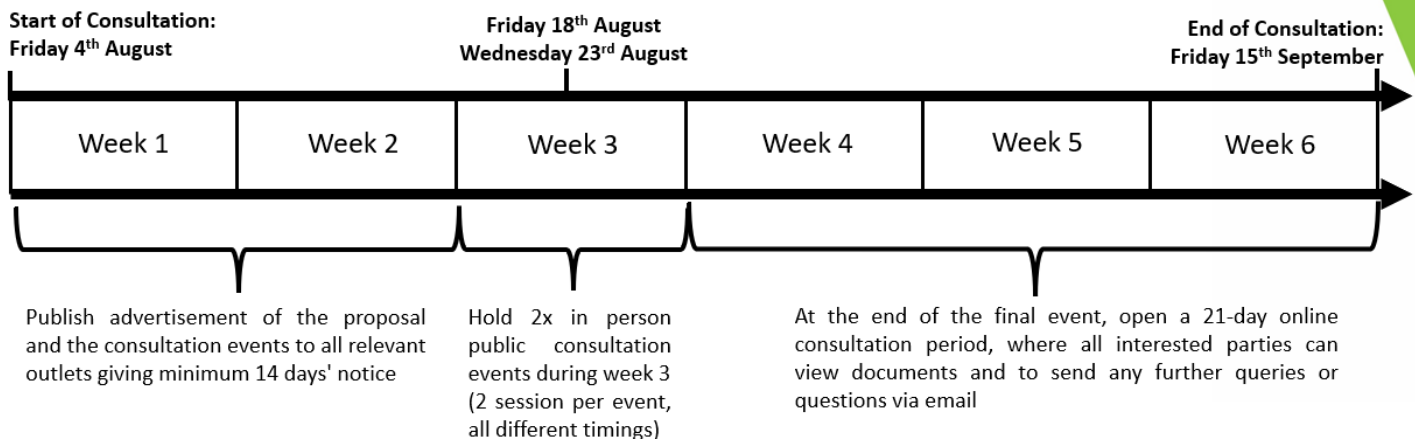 Start of Consultation:
Friday 4th August
Friday 18th August
Wednesday 23rd August
End of Consultation:
Friday 15th September
Week 1
Week 2
Week 3
Week 4
Week 5
Week 6
Publish advertisement of the proposal
and the consultation events to all relevant
outlets giving minimum 14 days' notice
Hold 2x in person
public consultation
events during week 3
(2 session per event,
all different timings)
At the end of the final event, open a 21-day online
consultation period, where all interested parties can
view documents and to send any further queries or
questions via email